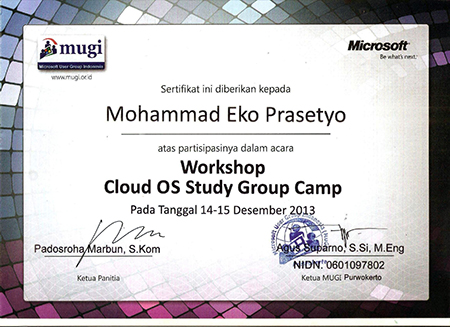 mugi
Microsoft User Group Indonesia
www.mugi.or.id
Microsoft
Be what's next.
Sertifikat ini diberikan kepada
Mohammad Eko Prasetyo
atas partisipasinya dalam acara
Workshop
Cloud OS Study Group Camp
Pada Tanggal 14-15 Desember 2013
Padosroha Marbun, S.Kom
Ketua Panitia
Agus Suparno, S.Si, M.Eng
NIDN. 0601097802
Ketua MUGI Purwokerto